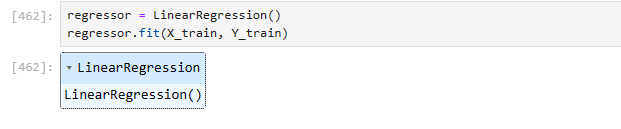 [462]: regressor = LinearRegression()
regressor.fit(X_train, Y_train)
[462]: ▾ LinearRegression
LinearRegression()